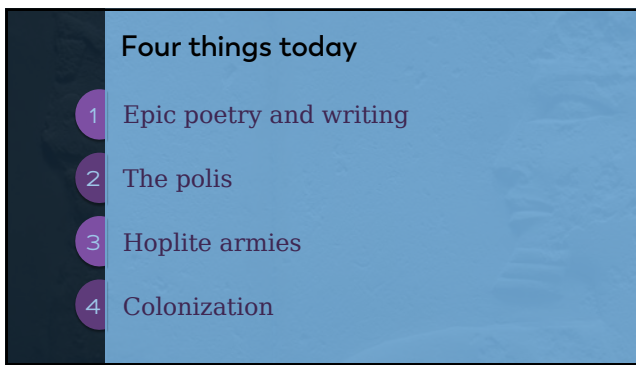 Four things today
1 Epic poetry and writing
2 The polis
3 Hoplite armies
4 Colonization